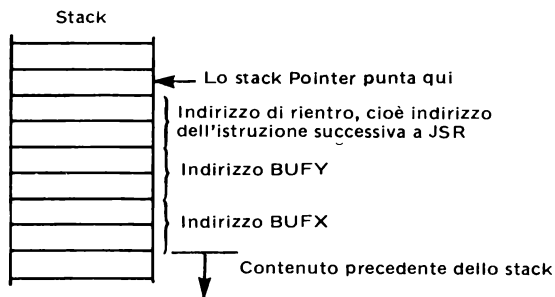 Stack
Lo stack Pointer punta qui
Indirizzo di rientro, cioè indirizzo
dell'istruzione successiva a JSR
Indirizzo BUFY
Indirizzo BUFX
Contenuto precedente dello stack